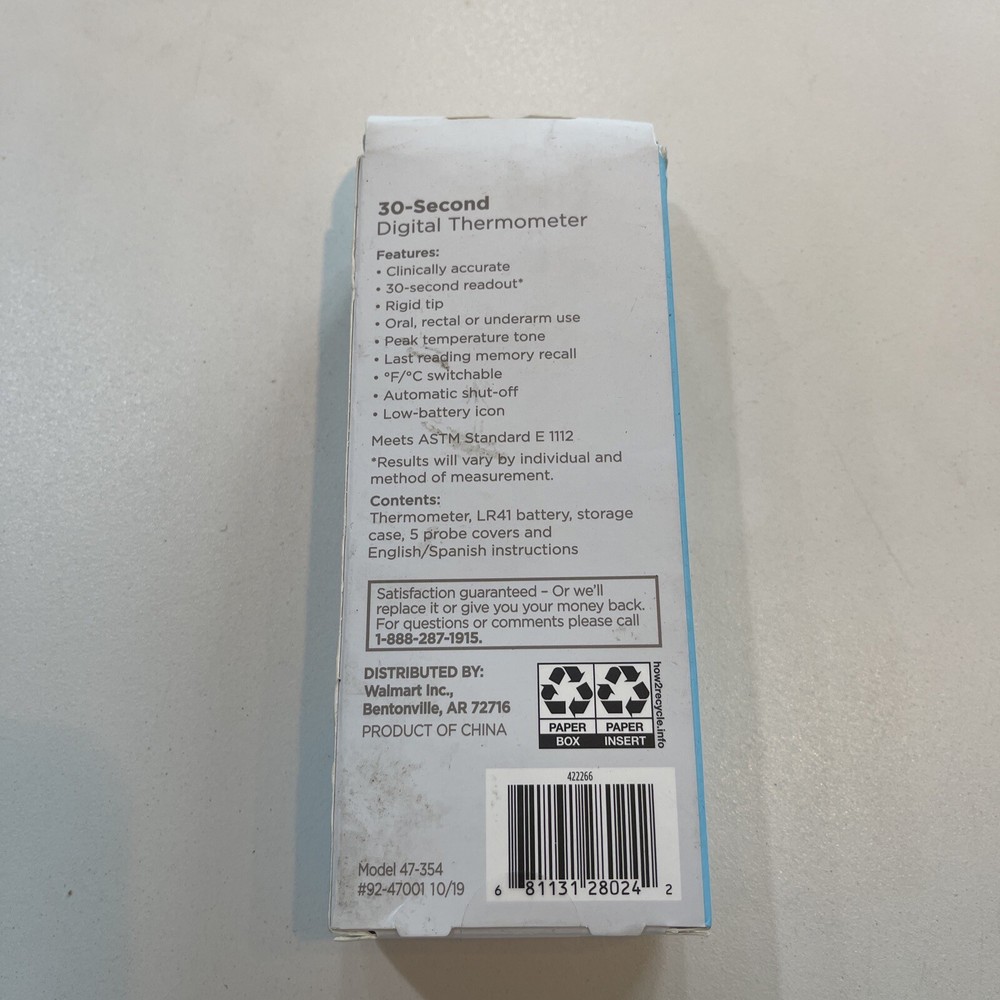 30-Second
Digital Thermometer
Features:
• Clinically accurate
• 30-second readout*
• Rigid tip
• Oral, rectal or underarm use
• Peak temperature tone
• Last reading memory recall
• °F/°C switchable
• Automatic shut-off
• Low-battery icon
Meets ASTM Standard E 1112
*Results will vary by individual and
method of measurement.
Contents:
Thermometer, LR41 battery, storage
case, 5 probe covers and
English/Spanish instructions
Satisfaction guaranteed – Or we'll
replace it or give you your money back.
For questions or comments please call
1-888-287-1915.
DISTRIBUTED BY:
Walmart Inc.,
Bentonville, AR 72716
PRODUCT OF CHINA
PAPER PAPER
BOX INSERT
how2recycle.info
422266
6 81131 28024 2
Model 47-354
#92-47001 10/19